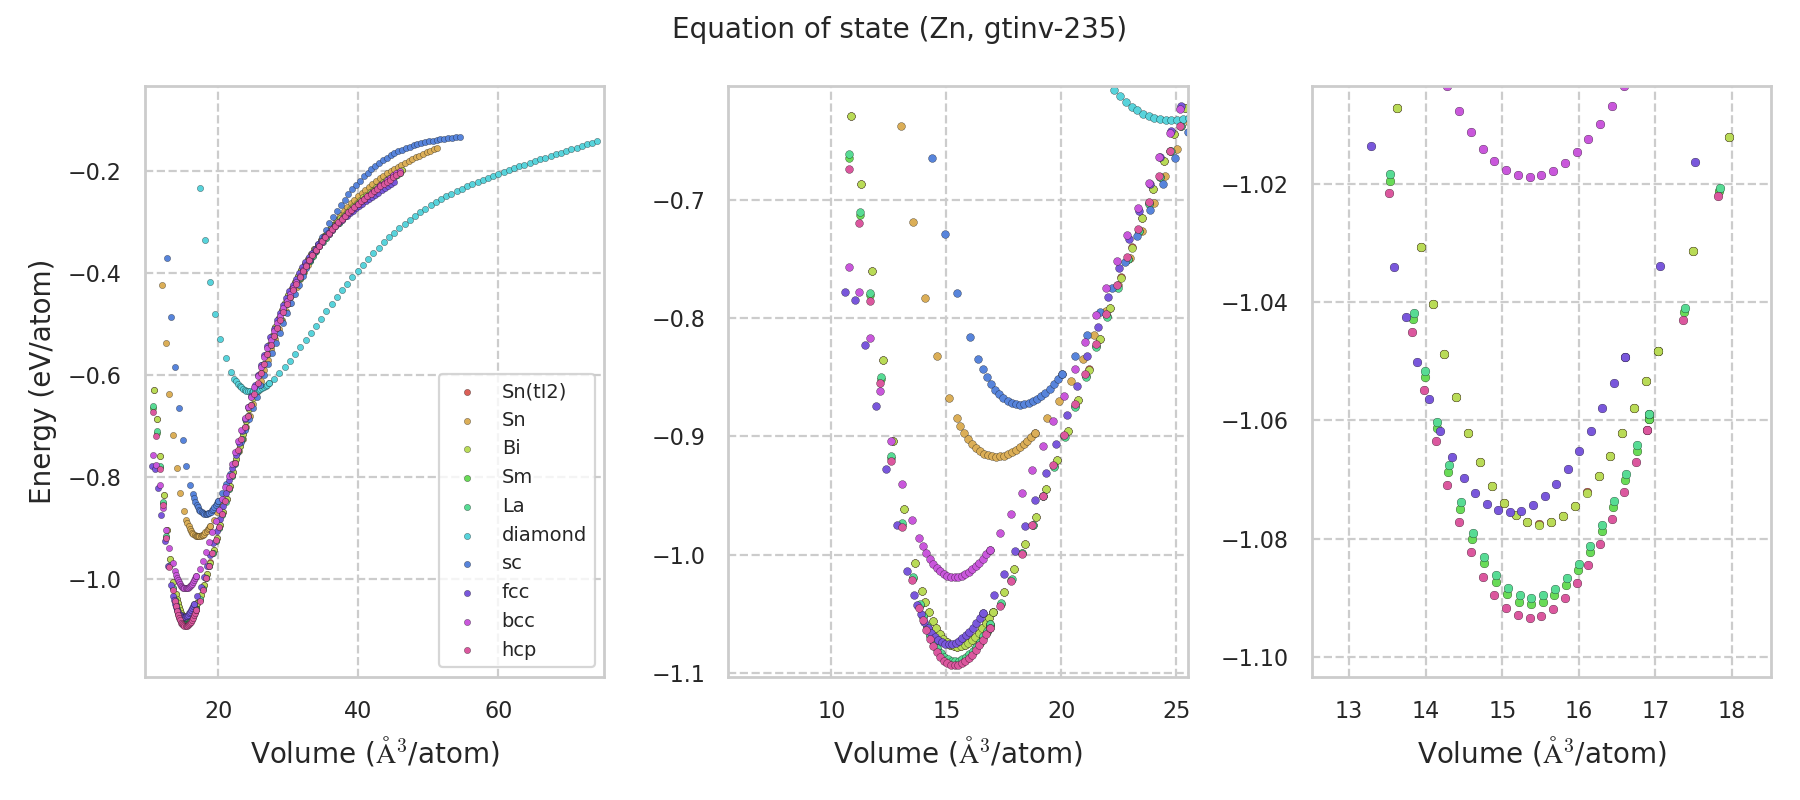 Equation of state (Zn, gtinv-235)
Energy (eV/atom)
−0.2
−0.4
−0.6
−0.8
−1.0
20
40
60
Volume (Å³/atom)
Sn(tI2)
Sn
Bi
Sm
La
diamond
sc
fcc
bcc
hcp
−0.7
−0.8
−0.9
−1.0
−1.1
10
15
20
25
Volume (Å³/atom)
−1.02
−1.04
−1.06
−1.08
−1.10
13
14
15
16
17
18
Volume (Å³/atom)